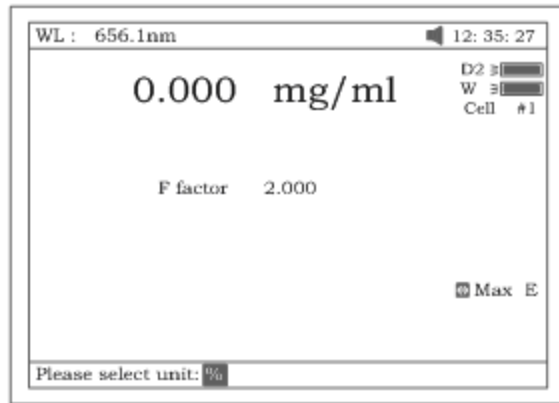 WL : 656.1nm 12: 35: 27
0.000 mg/ml
D2
W
Cell #1
F factor 2.000
Max E
Please select unit: %